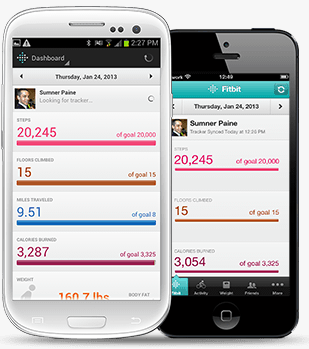 2:27 PM
Dashboard
Thursday, Jan 24, 2013
Sumner Paine
Looking for tracker...
STEPS
20,245 of goal 20,000
FLOORS CLIMBED
15 of goal 15
MILES TRAVELED
9.51 of goal 8
CALORIES BURNED
3,287 of goal 3,325
WEIGHT
160.7 lbs BODY FAT
12:49
Fitbit
Thursday, Jan 24, 2013
Sumner Paine
Tracker Synced Today at 12:26 PM
STEPS
20,245 of goal 20,000
FLOORS CLIMBED
15 of goal 15
CALORIES BURNED
3,054 of goal 3,325
Activity Weight Friends More